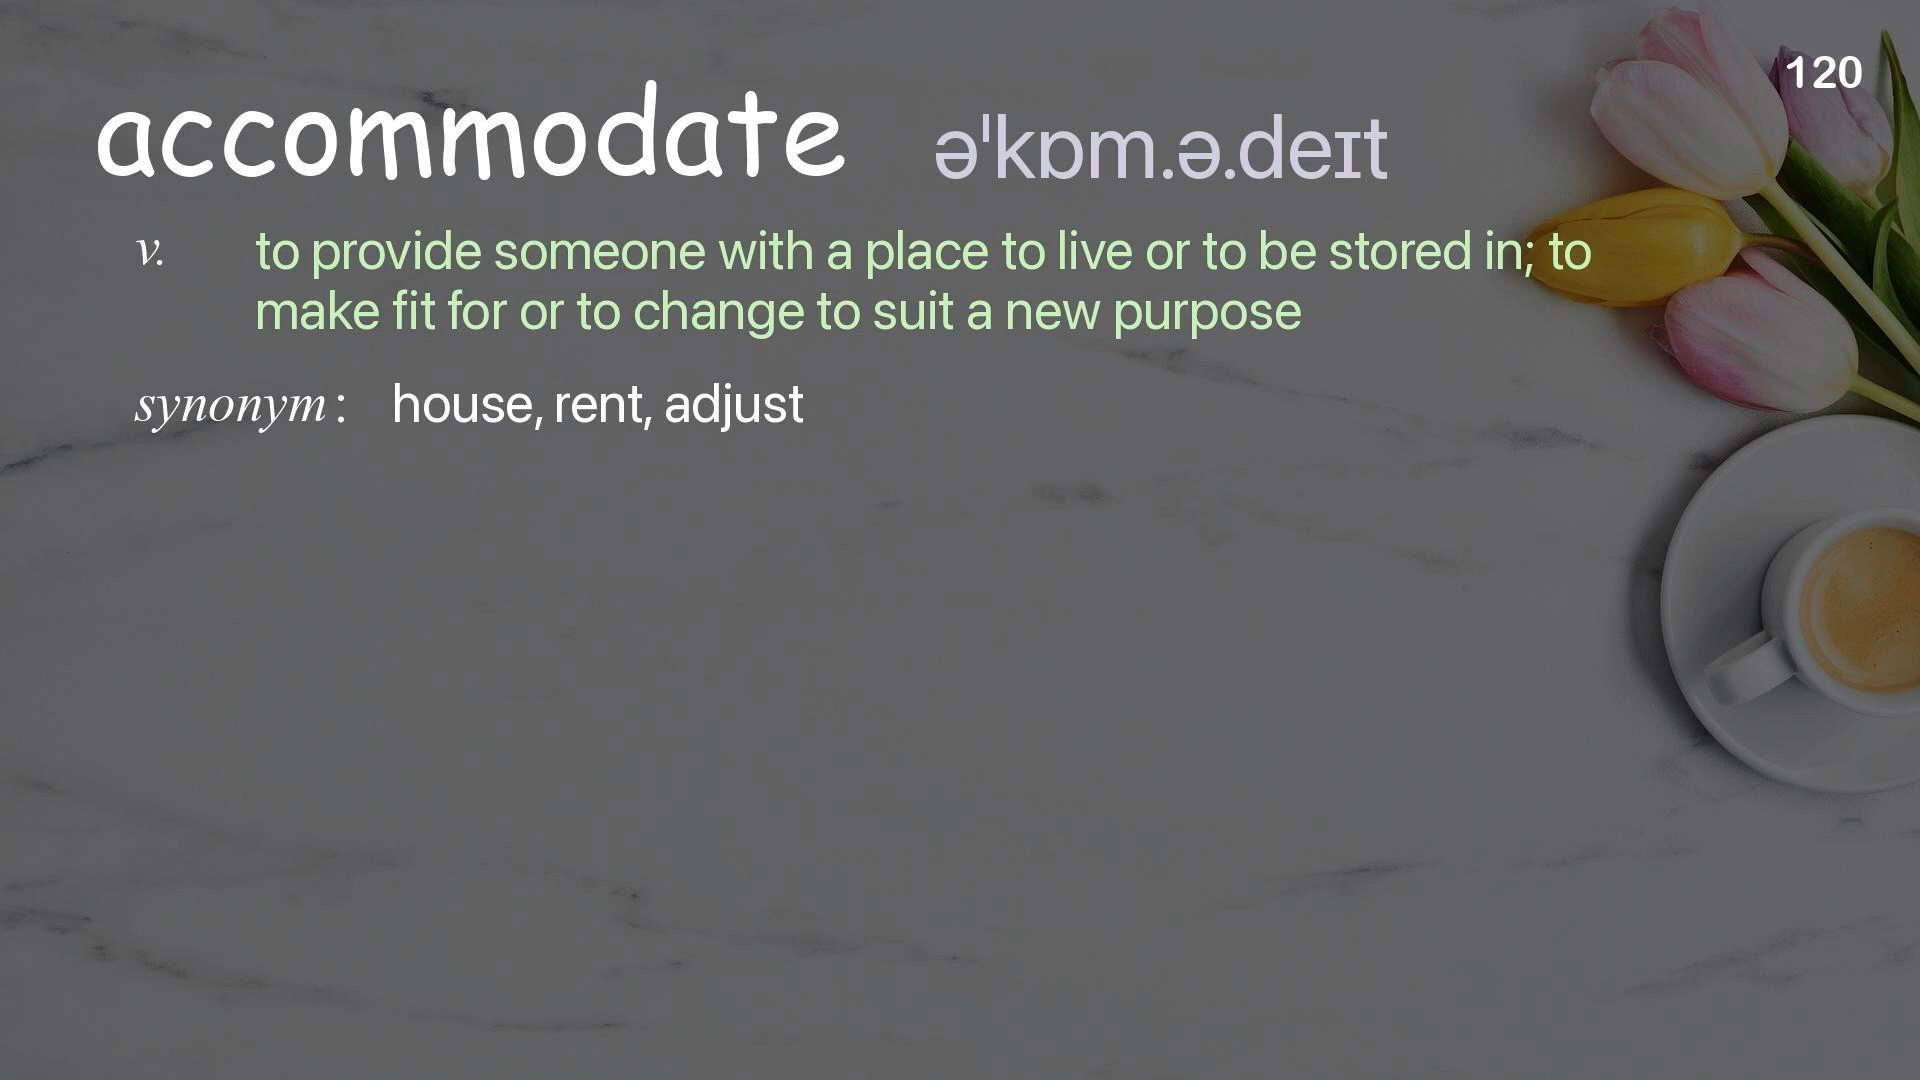 120
accommodate əˈkɒm.ə.deɪt
v. to provide someone with a place to live or to be stored in; to
make fit for or to change to suit a new purpose
synonym: house, rent, adjust